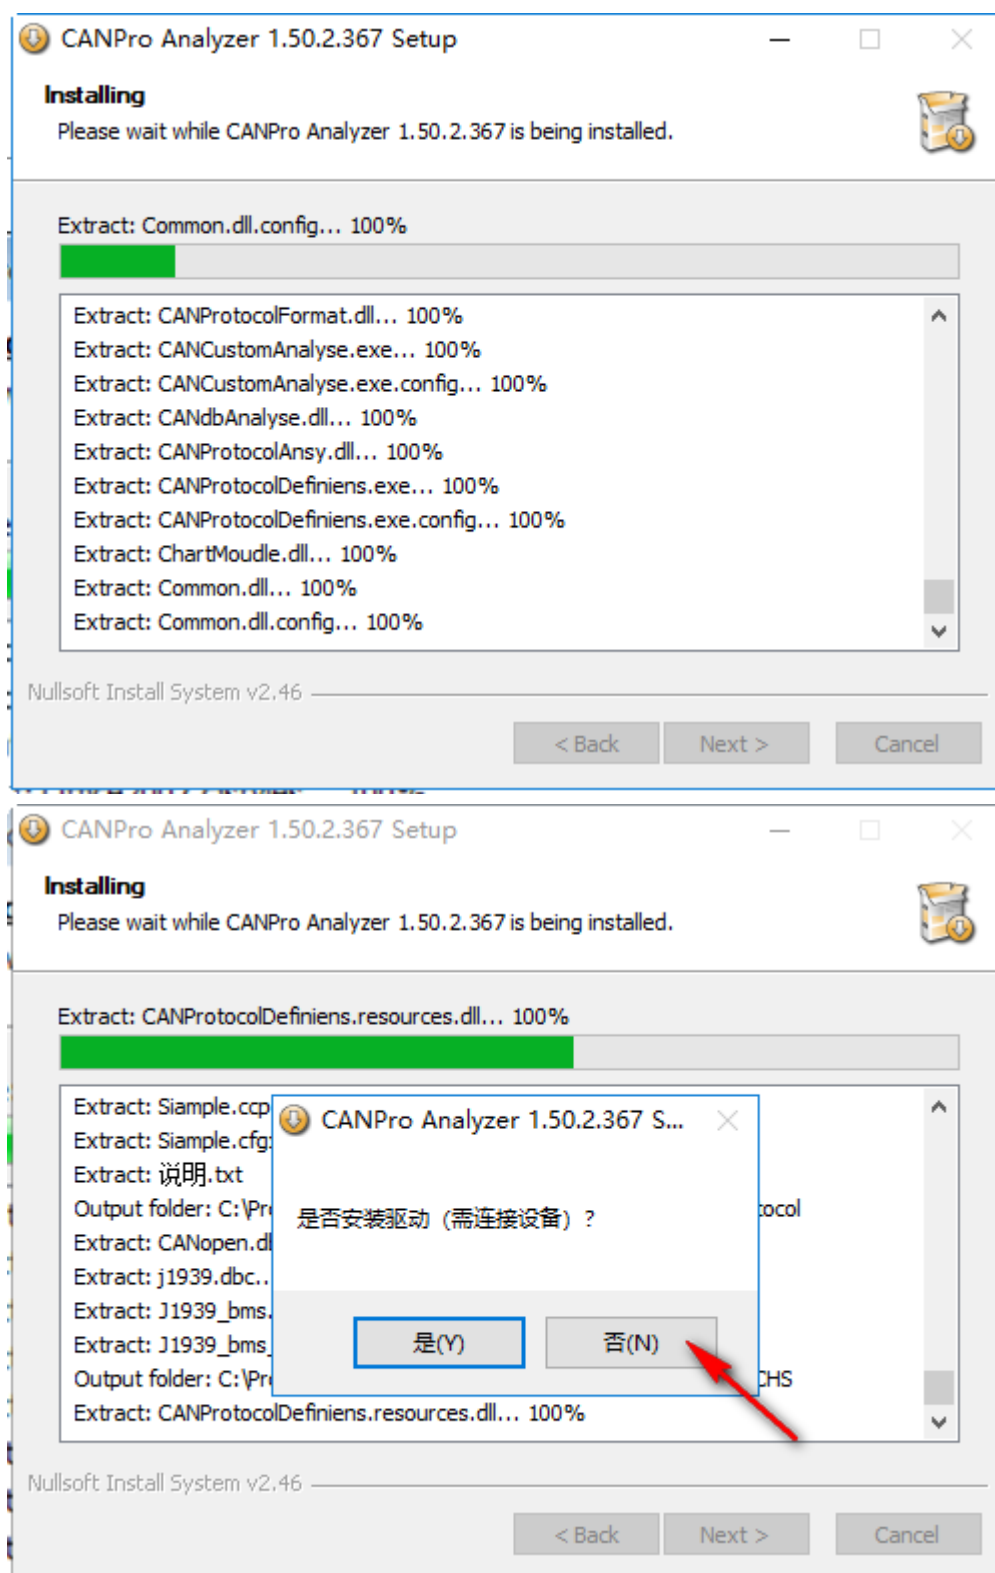 CANPro Analyzer 1.50.2.367 Setup
Installing
Please wait while CANPro Analyzer 1.50.2.367 is being installed.
Extract: Common.dll.config... 100%
Extract: CANProtocolFormat.dll... 100%
Extract: CANCustomAnalyse.exe... 100%
Extract: CANCustomAnalyse.exe.config... 100%
Extract: CANdbAnalyse.dll... 100%
Extract: CANProtocolAnsy.dll... 100%
Extract: CANProtocolDefiniens.exe... 100%
Extract: CANProtocolDefiniens.exe.config... 100%
Extract: ChartMoudle.dll... 100%
Extract: Common.dll... 100%
Extract: Common.dll.config... 100%
Nullsoft Install System v2.46
< Back Next > Cancel
CANPro Analyzer 1.50.2.367 Setup
Installing
Please wait while CANPro Analyzer 1.50.2.367 is being installed.
Extract: CANProtocolDefiniens.resources.dll... 100%
Extract: Siample.ccp
Extract: Siample.cfg
Extract: 说明.txt
Output folder: C:\Pr tocol
Extract: CANopen.d
Extract: j1939.dbc..
Extract: J1939_bms.
Extract: J1939_bms_
Output folder: C:\Pr CHS
Extract: CANProtocolDefiniens.resources.dll... 100%
CANPro Analyzer 1.50.2.367 S...
是否安装驱动（需连接设备）？
是(Y) 否(N)
Nullsoft Install System v2.46
< Back Next > Cancel